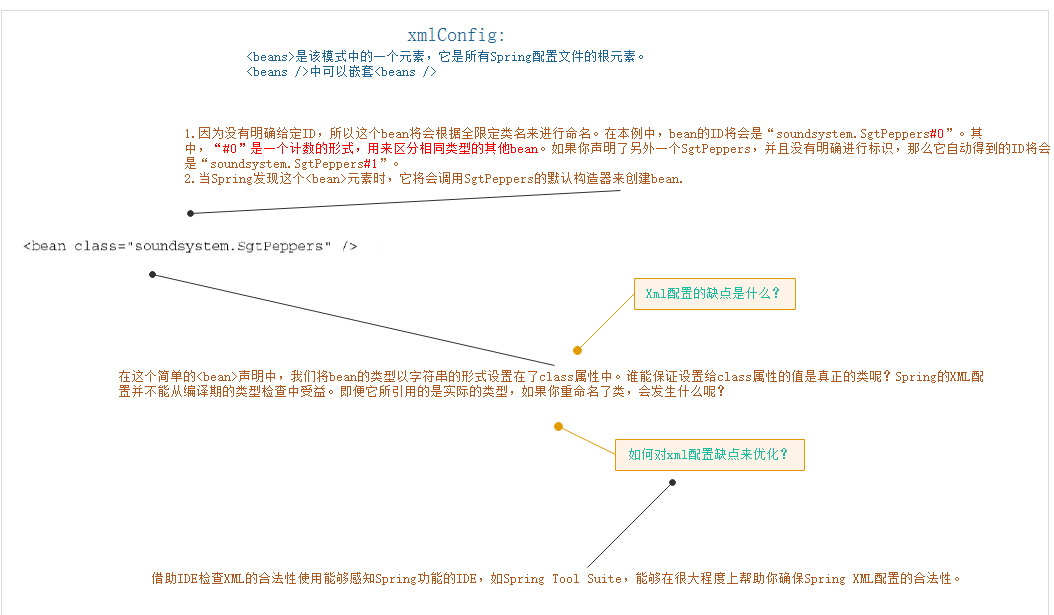 xmlConfig:
<beans>是该模式中的一个元素，它是所有Spring配置文件的根元素。
<beans />中可以嵌套<beans />
1.因为没有明确给定ID，所以这个bean将会根据全限定类名来进行命名。在本例中，bean的ID将会是“soundsystem.SgtPeppers#0”。其
中，“#0”是一个计数的形式，用来区分相同类型的其他bean。如果你声明了另外一个SgtPeppers，并且没有明确进行标识，那么它自动得到的ID将会
是“soundsystem.SgtPeppers#1”。
2.当Spring发现这个<bean>元素时，它将会调用SgtPeppers的默认构造器来创建bean.
<bean class="soundsystem.SgtPeppers" />
Xml配置的缺点是什么？
在这个简单的<bean>声明中，我们将bean的类型以字符串的形式设置在了class属性中。谁能保证设置给class属性的值是真正的类呢？Spring的XML配
置并不能从编译期的类型检查中受益。即便它所引用的是实际的类型，如果你重命名了类，会发生什么呢？
如何对xml配置缺点来优化？
借助IDE检查XML的合法性使用能够感知Spring功能的IDE，如Spring Tool Suite，能够在很大程度上帮助你确保Spring XML配置的合法性。